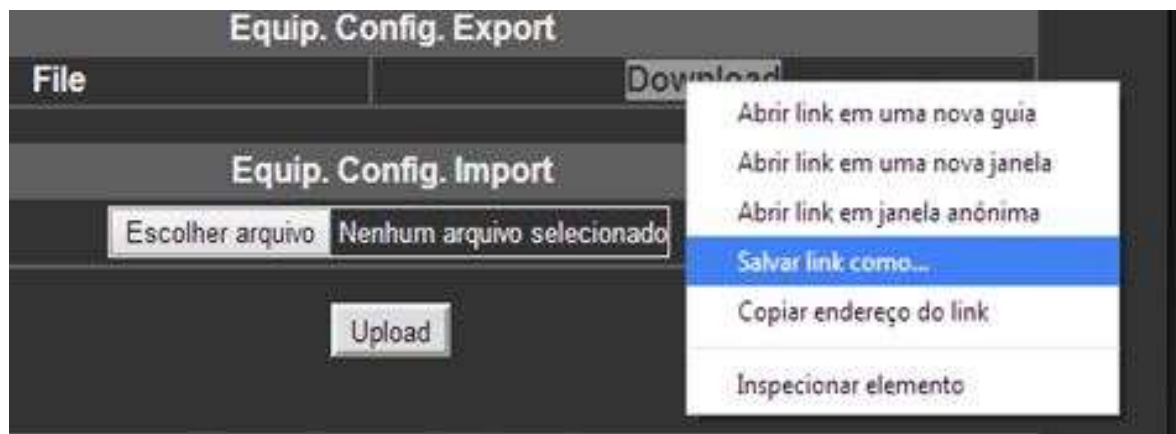 Equip. Config. Export
File Download
Abrir link em uma nova guia
Abrir link em uma nova janela
Abrir link em janela anônima
Salvar link como...
Copiar endereço do link
Inspecionar elemento
Equip. Config. Import
Escolher arquivo Nenhum arquivo selecionado
Upload